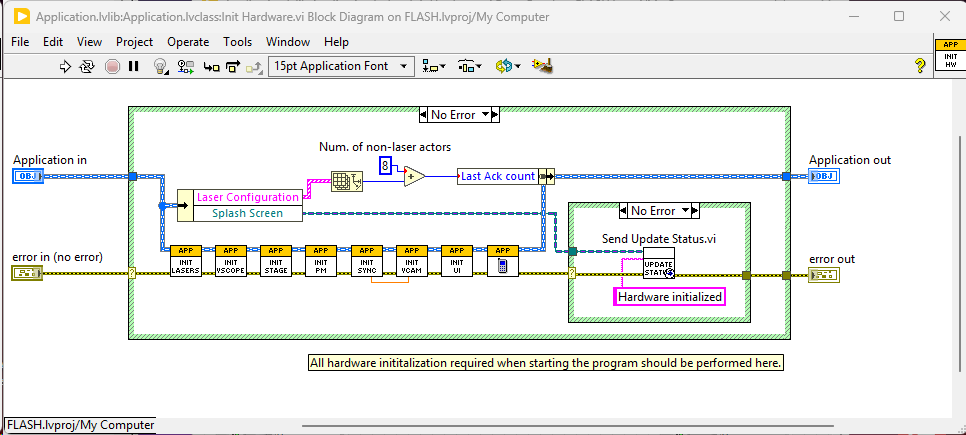 Application.lvlib:Application.lvclass:Init Hardware.vi Block Diagram on FLASH.lvproj/My Computer
File Edit View Project Operate Tools Window Help
15pt Application Font
APP
INIT
HW
No Error
Num. of non-laser actors
8
Application in
OBJ
Last Ack count
Application out
OBJ
Laser Configuration
Splash Screen
No Error
Send Update Status.vi
UPDATE
STATUS
Hardware initialized
error in (no error)
APP APP APP APP APP APP APP APP
INIT INIT INIT INIT INIT INIT INIT
LASERS VSCOPE STAGE PM SYNC VCAM UI
?
?
error out
All hardware inititalization required when starting the program should be performed here.
FLASH.lvproj/My Computer